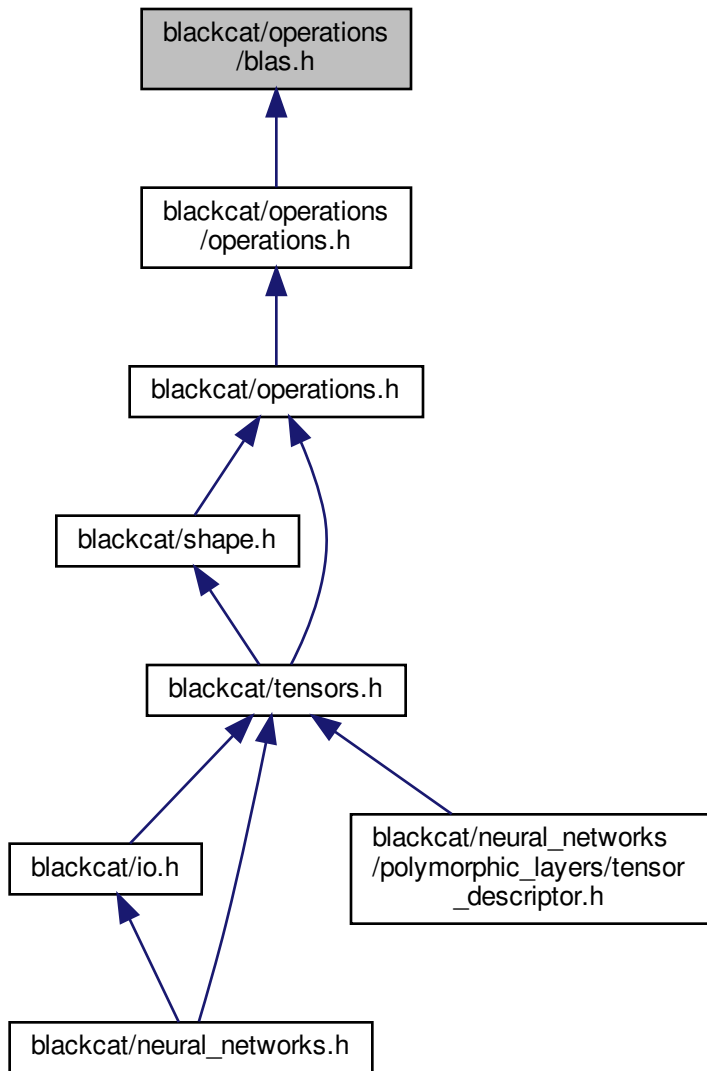 blackcat/operations
/blas.h
blackcat/operations
/operations.h
blackcat/operations.h
blackcat/shape.h
blackcat/tensors.h
blackcat/io.h
blackcat/neural_networks
/polymorphic_layers/tensor
_descriptor.h
blackcat/neural_networks.h